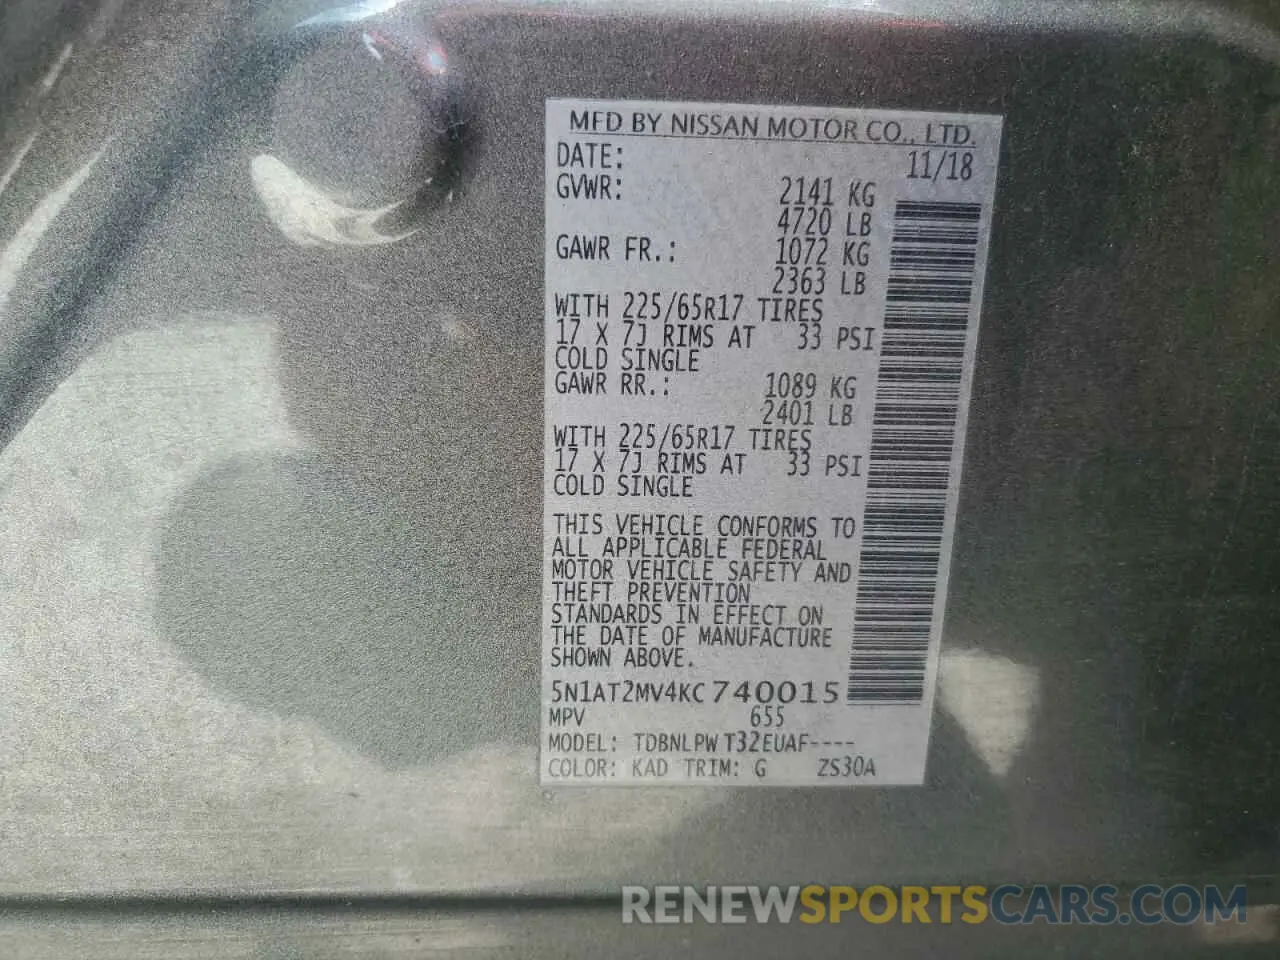 MFD BY NISSAN MOTOR CO., LTD.
DATE: 11/18
GVWR: 2141 KG
4720 LB
GAWR FR.: 1072 KG
2363 LB
WITH 225/65R17 TIRES
17 X 7J RIMS AT 33 PSI
COLD SINGLE
GAWR RR.: 1089 KG
2401 LB
WITH 225/65R17 TIRES
17 X 7J RIMS AT 33 PSI
COLD SINGLE
THIS VEHICLE CONFORMS TO
ALL APPLICABLE FEDERAL
MOTOR VEHICLE SAFETY AND
THEFT PREVENTION
STANDARDS IN EFFECT ON
THE DATE OF MANUFACTURE
SHOWN ABOVE.
5N1AT2MV4KC740015
MPV 655
MODEL: TDBNLPW T32EUAF----
COLOR: KAD TRIM: G ZS30A
RENEWSPORTSCARS.COM